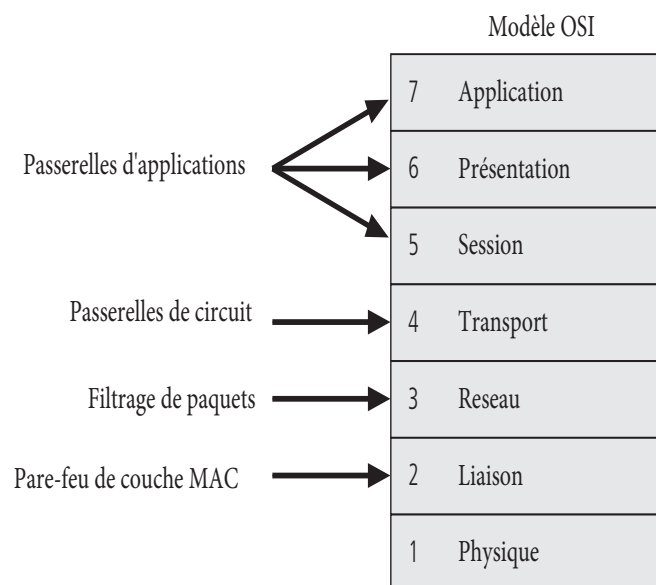 Modèle OSI
7 Application
Passerelles d'applications
6 Présentation
5 Session
Passerelles de circuit
4 Transport
Filtrage de paquets
3 Reseau
Pare-feu de couche MAC
2 Liaison
1 Physique